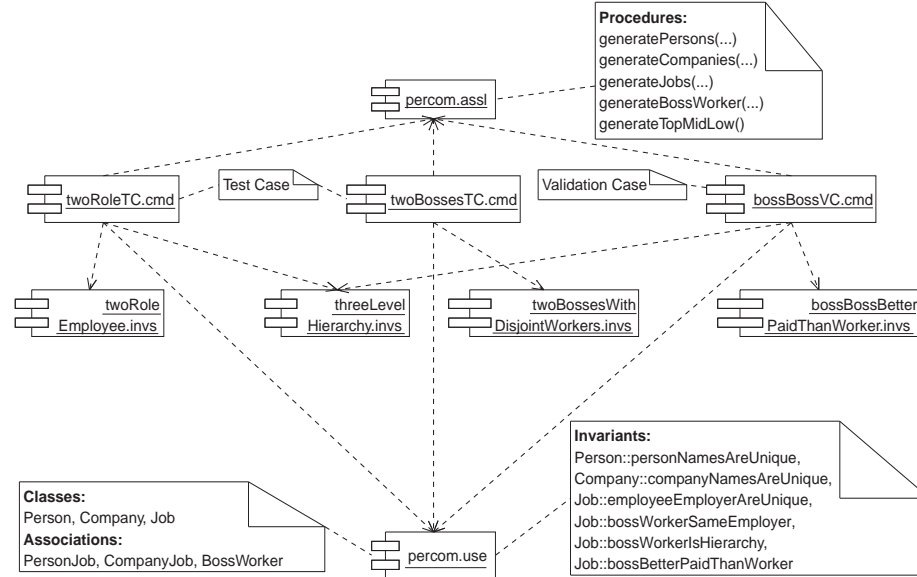 Procedures:
generatePersons(...)
generateCompanies(...)
generateJobs(...)
generateBossWorker(...)
generateTopMidLow()
percom.assl
twoRoleTC.cmd
Test Case
twoBossesTC.cmd
Validation Case
bossBossVC.cmd
twoRole
Employee.invs
threeLevel
Hierarchy.invs
twoBossesWith
DisjointWorkers.invs
bossBossBetter
PaidThanWorker.invs
Classes:
Person, Company, Job
Associations:
PersonJob, CompanyJob, BossWorker
percom.use
Invariants:
Person::personNamesAreUnique,
Company::companyNamesAreUnique,
Job::employeeEmployerAreUnique,
Job::bossWorkerSameEmployer,
Job::bossWorkerIsHierarchy,
Job::bossBetterPaidThanWorker